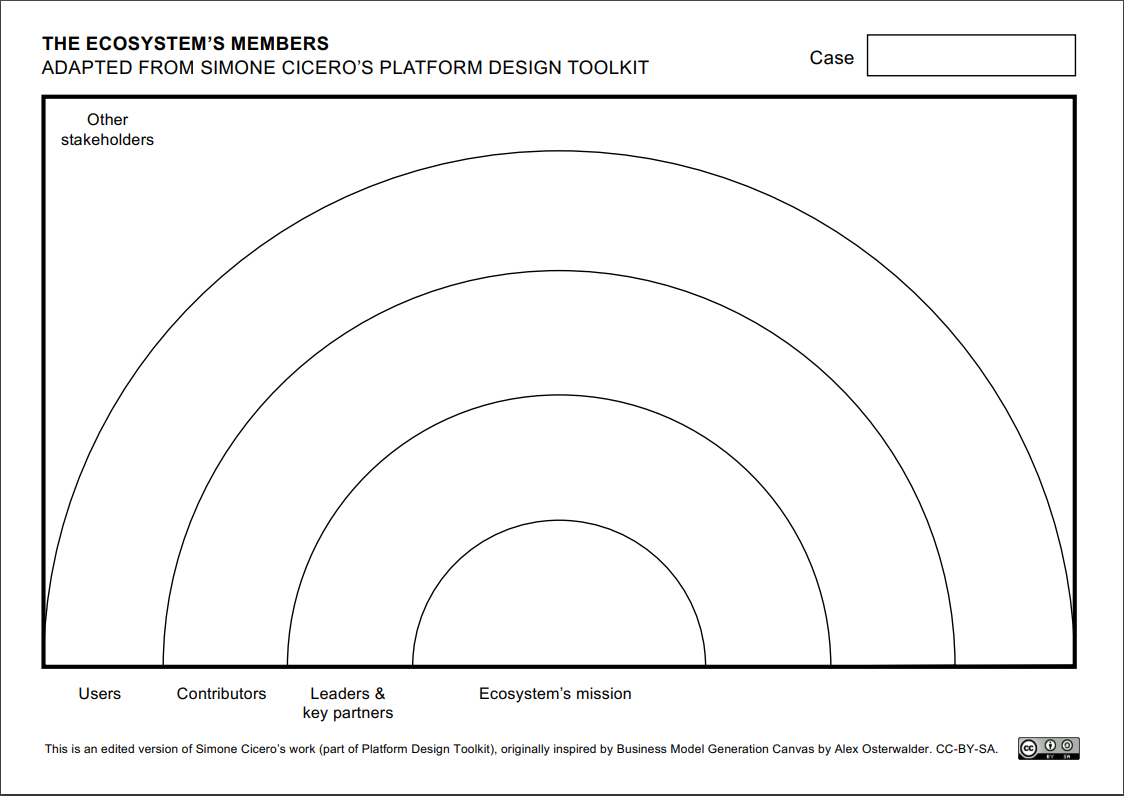 THE ECOSYSTEM’S MEMBERS
ADAPTED FROM SIMONE CICERO’S PLATFORM DESIGN TOOLKIT
Case
Other
stakeholders
Users
Contributors
Leaders &
key partners
Ecosystem’s mission
This is an edited version of Simone Cicero’s work (part of Platform Design Toolkit), originally inspired by Business Model Generation Canvas by Alex Osterwalder. CC-BY-SA.
cc
BY SA